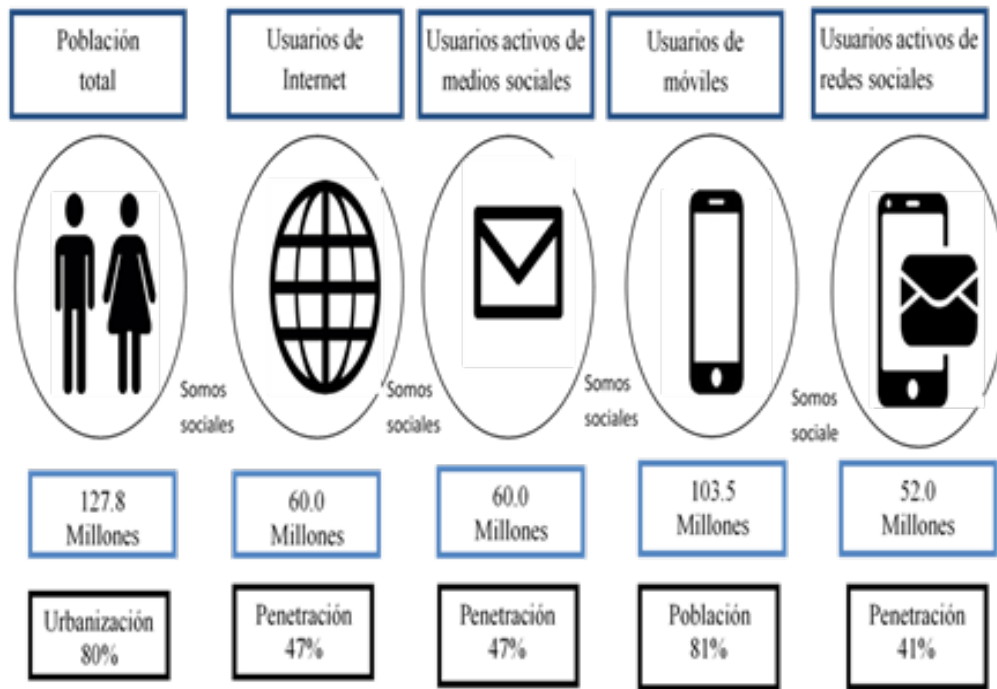 Población
total
Usuarios de
Internet
Usuarios activos de
medios sociales
Usuarios de
móviles
Usuarios activos de
redes sociales
Somos
sociales
Somos
sociales
Somos
sociales
Somos
sociale
127.8
Millones
60.0
Millones
60.0
Millones
103.5
Millones
52.0
Millones
Urbanización
80%
Penetración
47%
Penetración
47%
Población
81%
Penetración
41%